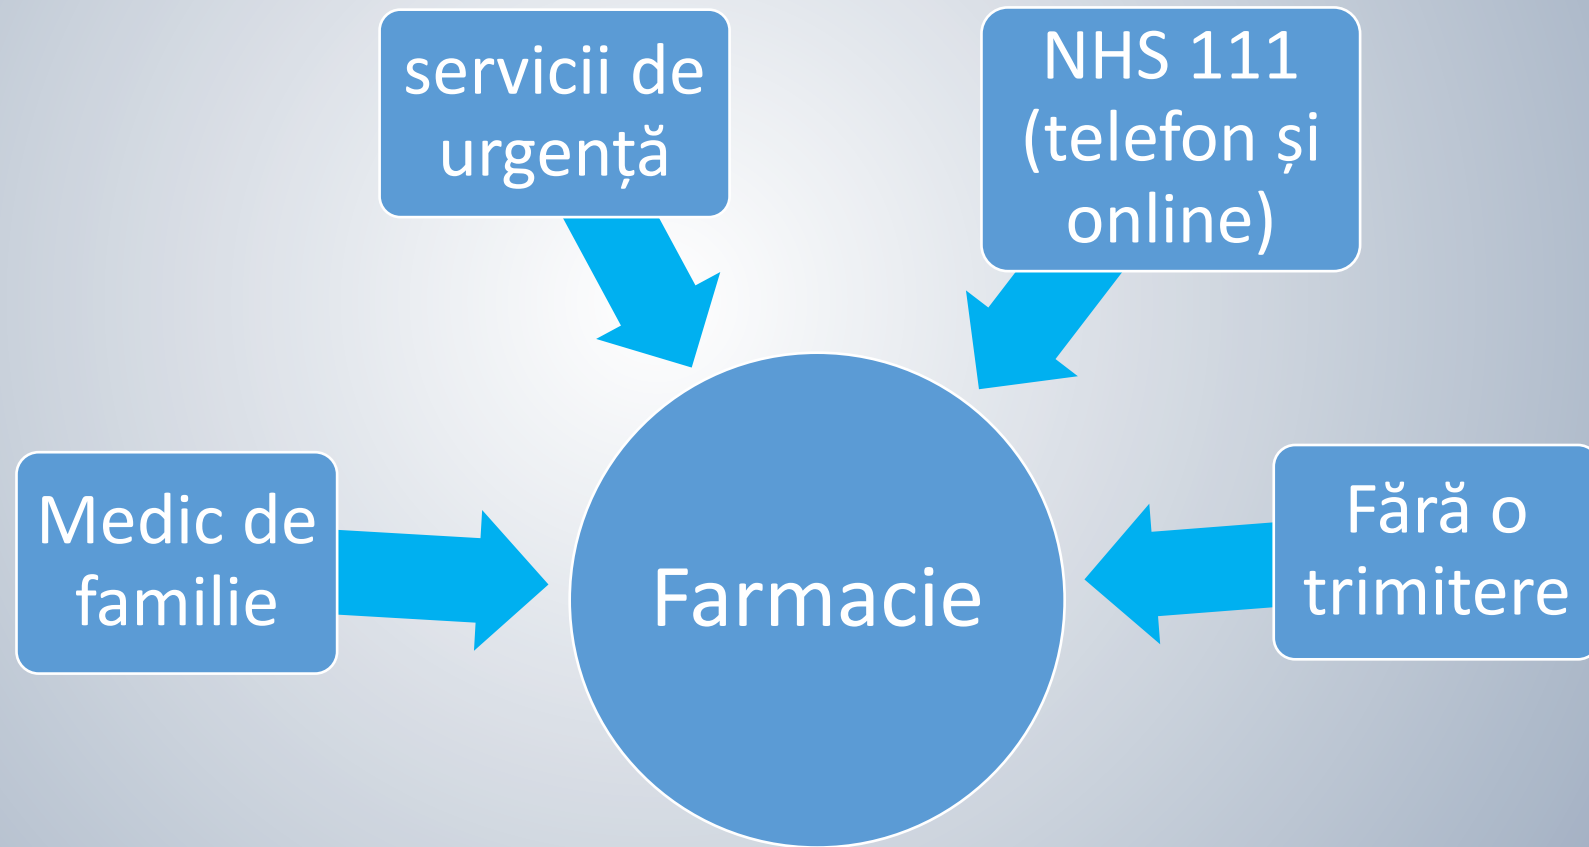 servicii de
urgență
NHS 111
(telefon și
online)
Medic de
familie
Farmacie
Fără o
trimitere